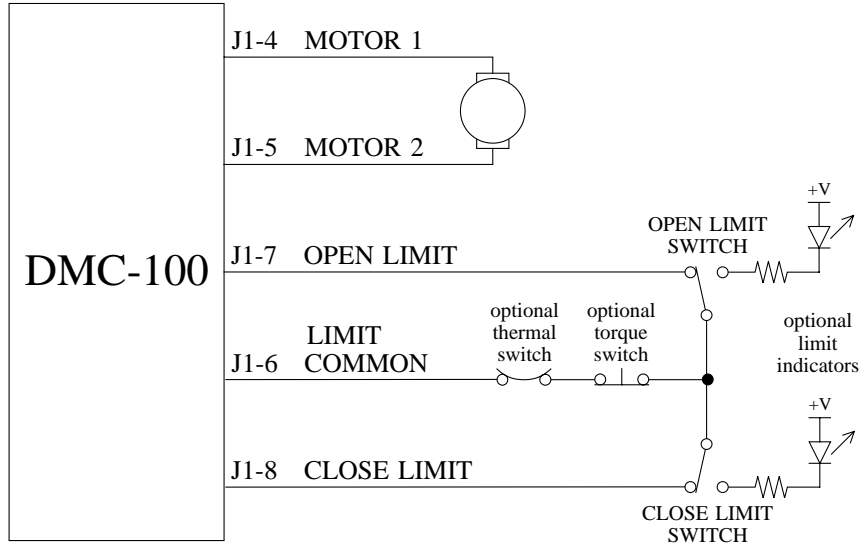 J1-4 MOTOR 1
J1-5 MOTOR 2
DMC-100
J1-7 OPEN LIMIT
OPEN LIMIT
SWITCH
+V
optional
thermal
switch
optional
torque
switch
optional
limit
indicators
LIMIT
J1-6 COMMON
+V
J1-8 CLOSE LIMIT
CLOSE LIMIT
SWITCH